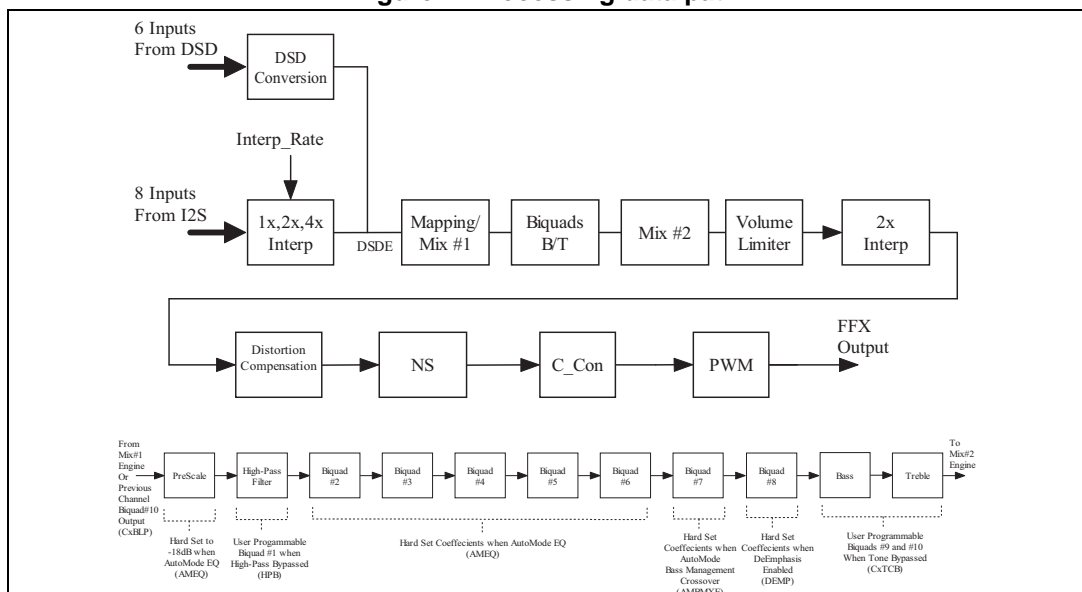 6 Inputs
From DSD
DSD
Conversion
Interp_Rate
8 Inputs
From I2S
1x,2x,4x
Interp
DSDE
Mapping/
Mix #1
Biquads
B/T
Mix #2
Volume
Limiter
2x
Interp
Distortion
Compensation
NS
C_Con
PWM
FFX
Output
From
Mix#1
Engine
Or
Previous
Channel
Biquad#10
Output
(CxBLP)
PreScale
High-Pass
Filter
Biquad
#2
Biquad
#3
Biquad
#4
Biquad
#5
Biquad
#6
Biquad
#7
Biquad
#8
Bass
Treble
To
Mix#2
Engine
Hard Set to
-18dB when
AutoMode EQ
(AMEQ)
User Progammable
Biquad #1 when
High-Pass Bypassed
(HPB)
Hard Set Coeffecients when AutoMode EQ
(AMEQ)
Hard Set
Coeffecients when
AutoMode
Bass Management
Crossover
Hard Set
Coeffecients when
DeEmphasis
Enabled
(DEMP)
User Programmable
Biquads #9 and #10
When Tone Bypassed
(CxTCB)